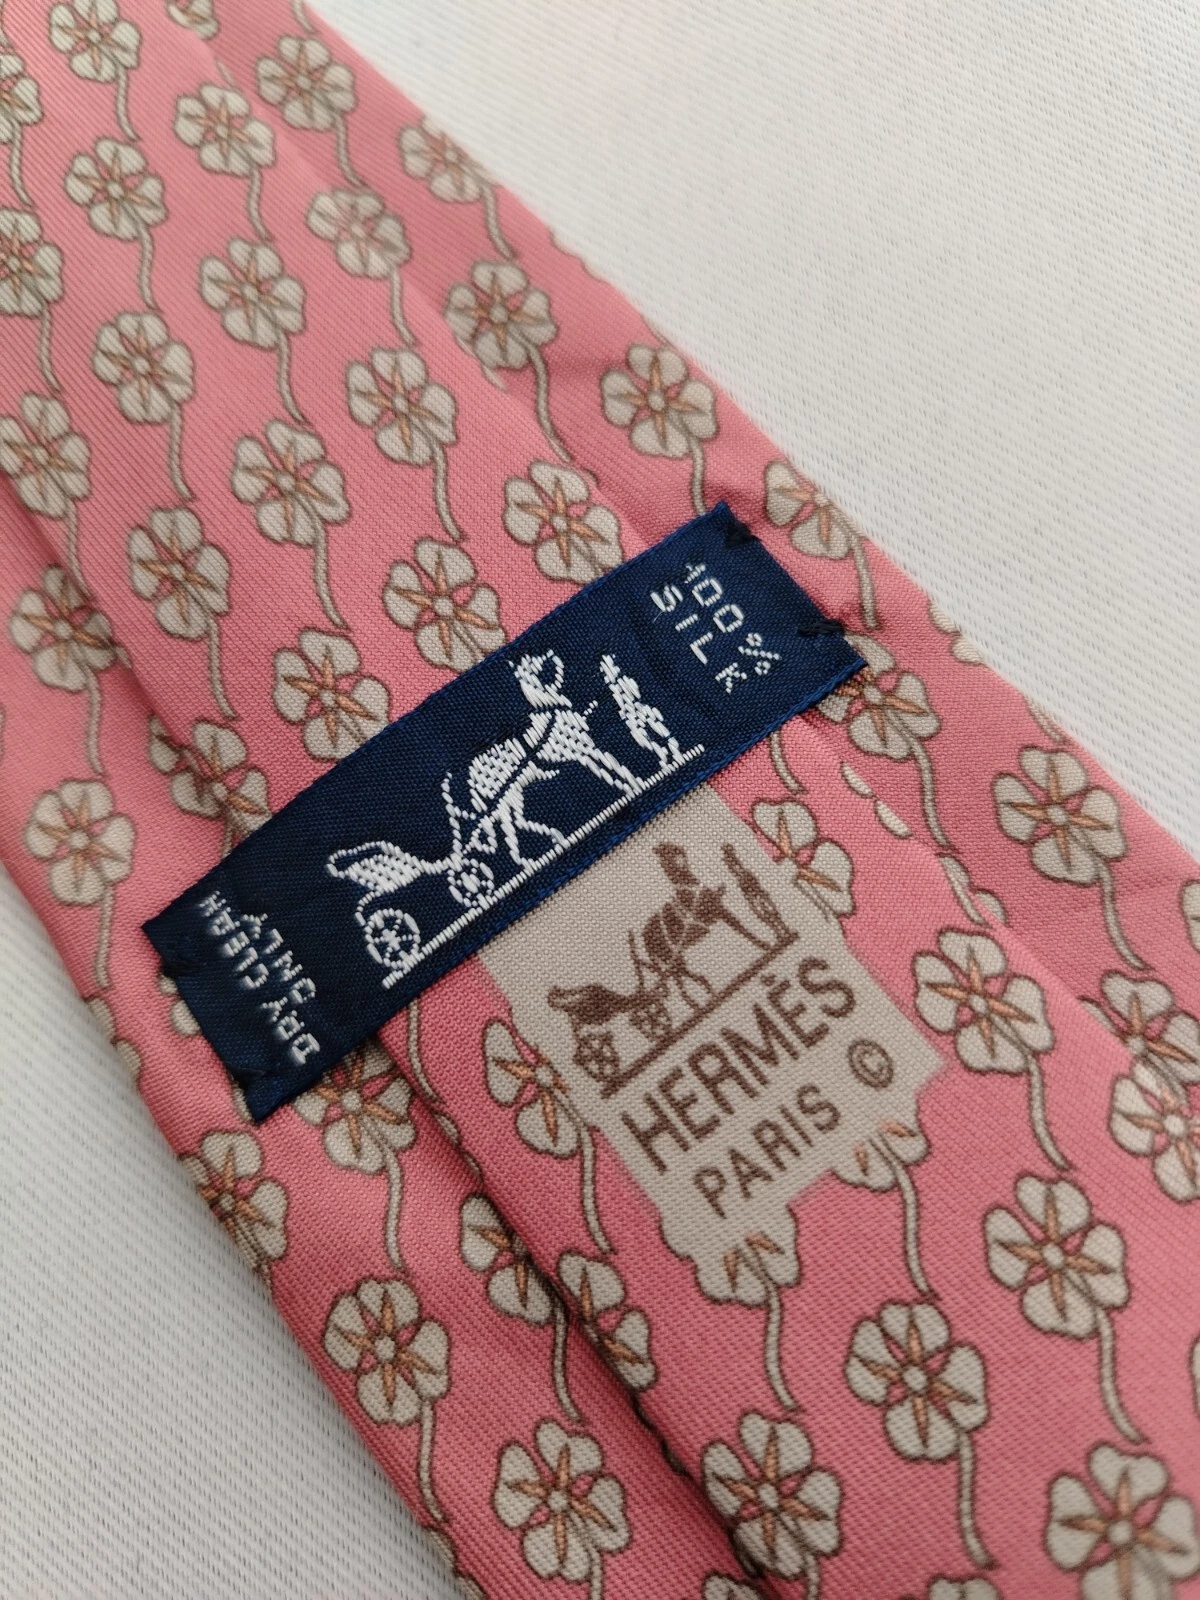 100%
SILK
DRY CLEAN
ONLY
HERMÈS
PARIS ©